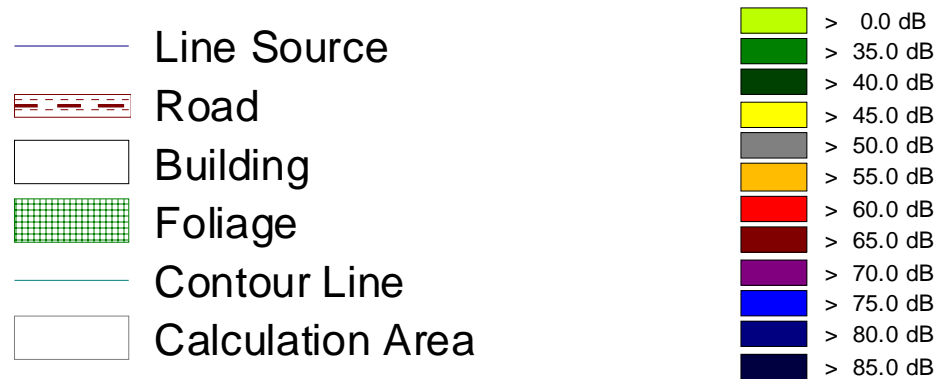 Line Source
Road
Building
Foliage
Contour Line
Calculation Area
> 0.0 dB
> 35.0 dB
> 40.0 dB
> 45.0 dB
> 50.0 dB
> 55.0 dB
> 60.0 dB
> 65.0 dB
> 70.0 dB
> 75.0 dB
> 80.0 dB
> 85.0 dB